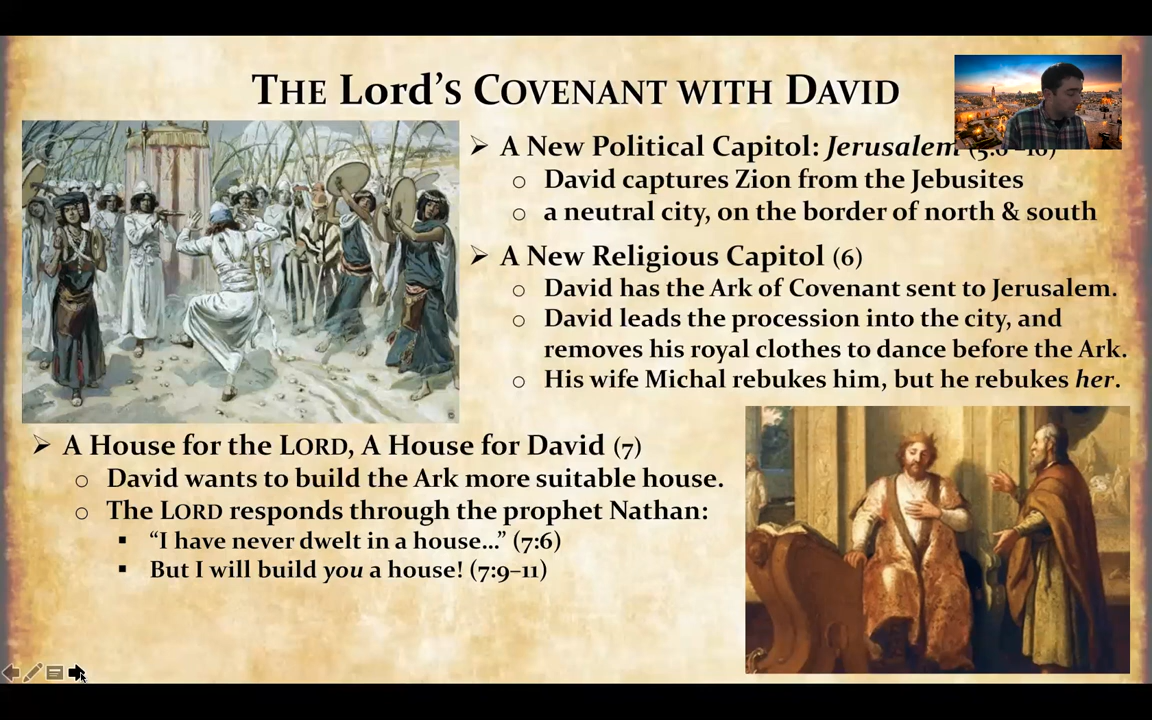 THE Lord's COVENANT WITH DAVID
➢ A New Political Capitol: Jerusalem
○ David captures Zion from the Jebusites
○ a neutral city, on the border of north & south
➢ A New Religious Capitol (6)
○ David has the Ark of Covenant sent to Jerusalem.
○ David leads the procession into the city, and
removes his royal clothes to dance before the Ark.
○ His wife Michal rebukes him, but he rebukes her.
➢ A House for the LORD, A House for David (7)
○ David wants to build the Ark more suitable house.
○ The LORD responds through the prophet Nathan:
▪ “I have never dwelt in a house…” (7:6)
▪ But I will build you a house! (7:9–11)